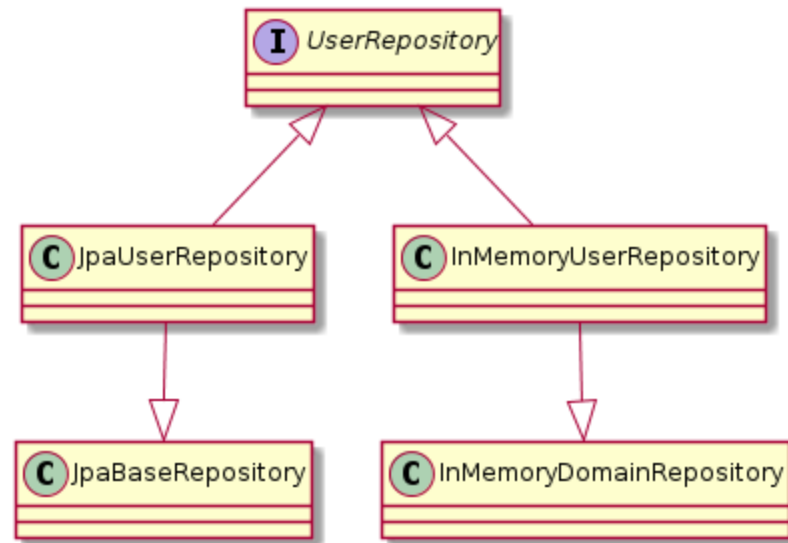 I UserRepository
C JpaUserRepository
C InMemoryUserRepository
C JpaBaseRepository
C InMemoryDomainRepository